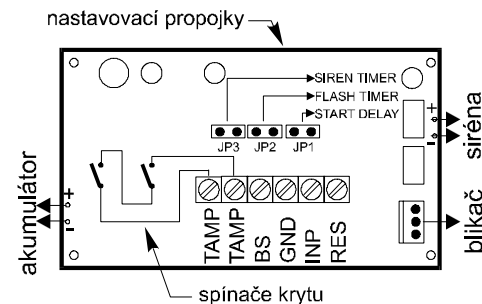 nastavovací propojky
SIREN TIMER
FLASH TIMER
START DELAY
JP3 JP2 JP1
+
-
siréna
+
-
akumulátor
TAMP
TAMP
BS
GND
INP
RES
blikač
spínače krytu